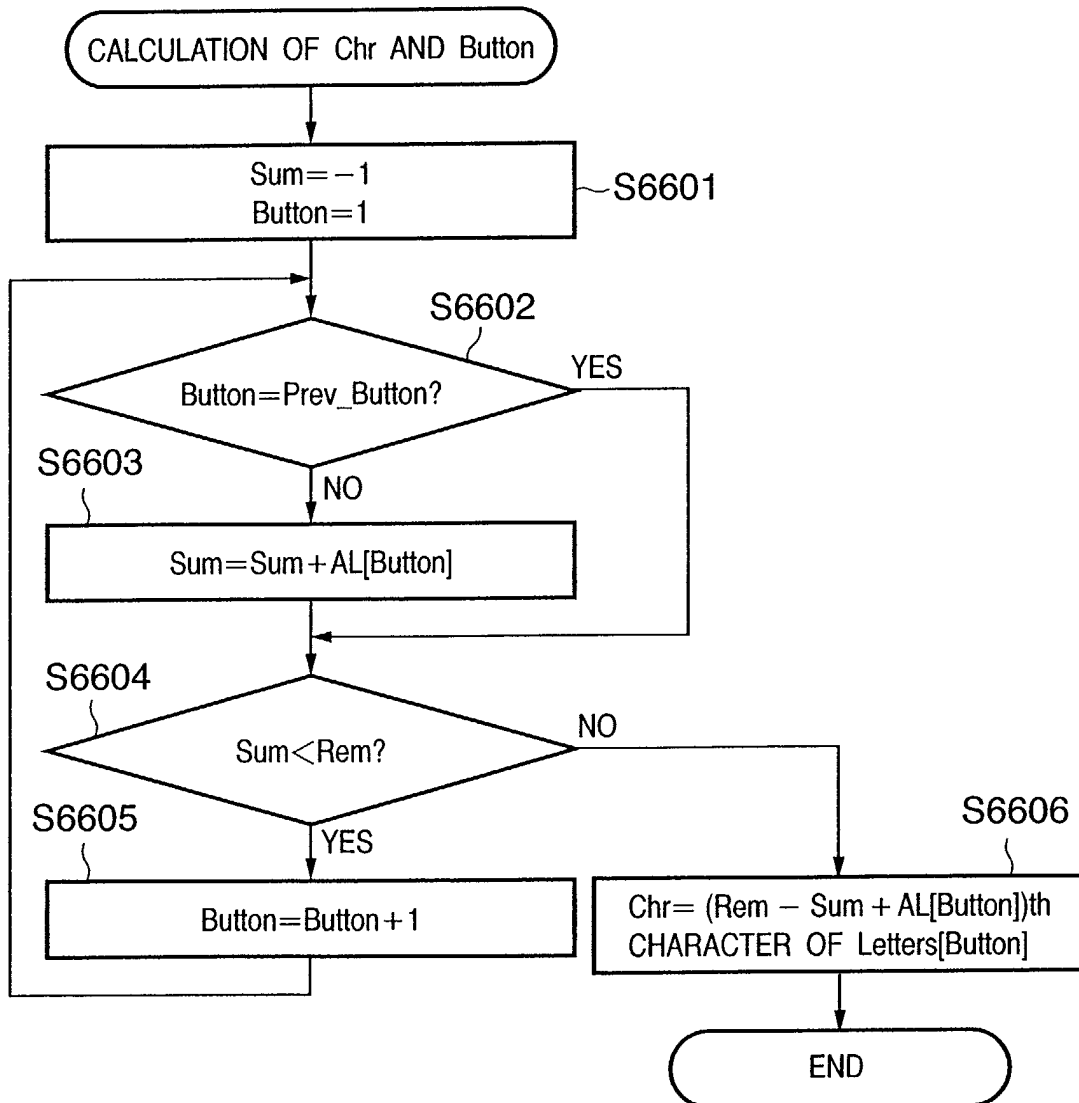 CALCULATION OF Chr AND Button
Sum=−1
Button=1
S6601
S6602
Button=Prev_Button?
YES
S6603
NO
Sum=Sum+AL[Button]
S6604
Sum<Rem?
NO
S6605
YES
Button=Button+1
S6606
Chr= (Rem − Sum + AL[Button])th
CHARACTER OF Letters[Button]
END